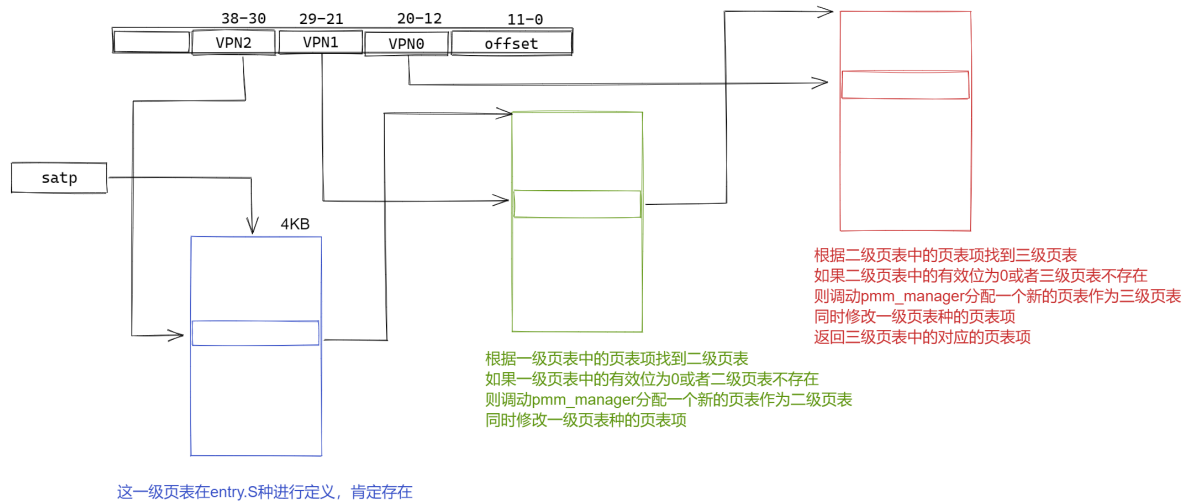 38-30 29-21 20-12 11-0
VPN2 VPN1 VPN0 offset
satp
4KB
根据二级页表中的页表项找到三级页表
如果二级页表中的有效位为0或者三级页表不存在
则调动pmm_manager分配一个新的页表作为三级页表
同时修改一级页表种的页表项
返回三级页表中的对应的页表项
根据一级页表中的页表项找到二级页表
如果一级页表中的有效位为0或者二级页表不存在
则调动pmm_manager分配一个新的页表作为二级页表
同时修改一级页表种的页表项
这一级页表在entry.S种进行定义，肯定存在